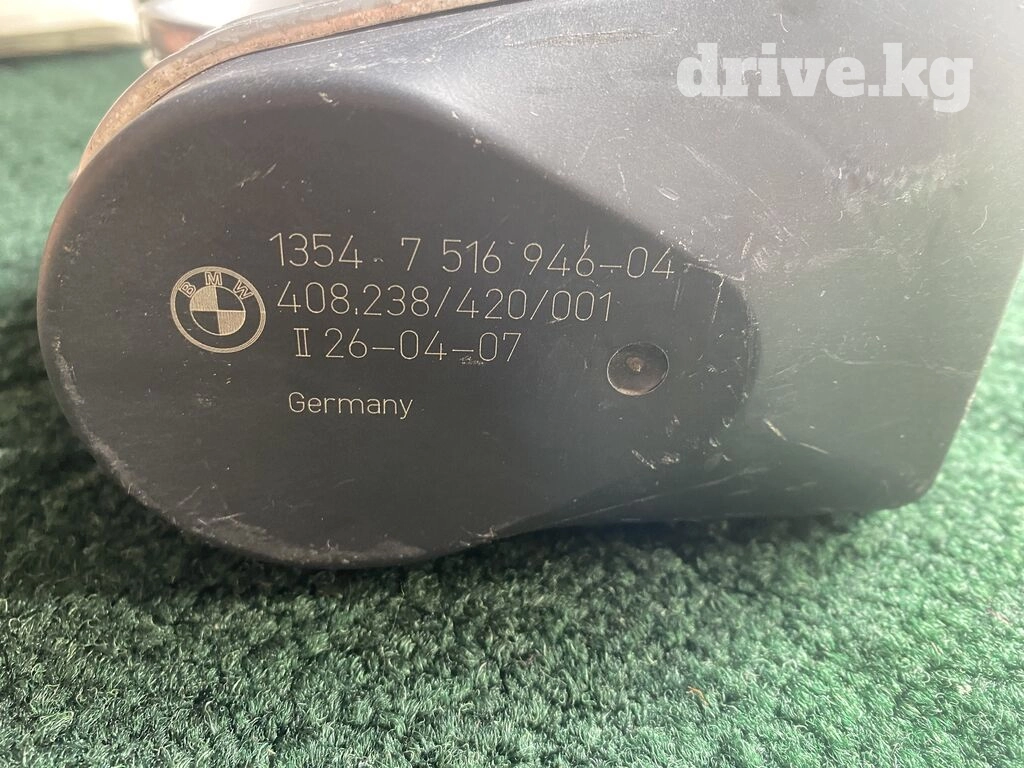 drive.kg
1354 7 516 946-04
BMW
408.238/420/001
II 26-04-07
Germany